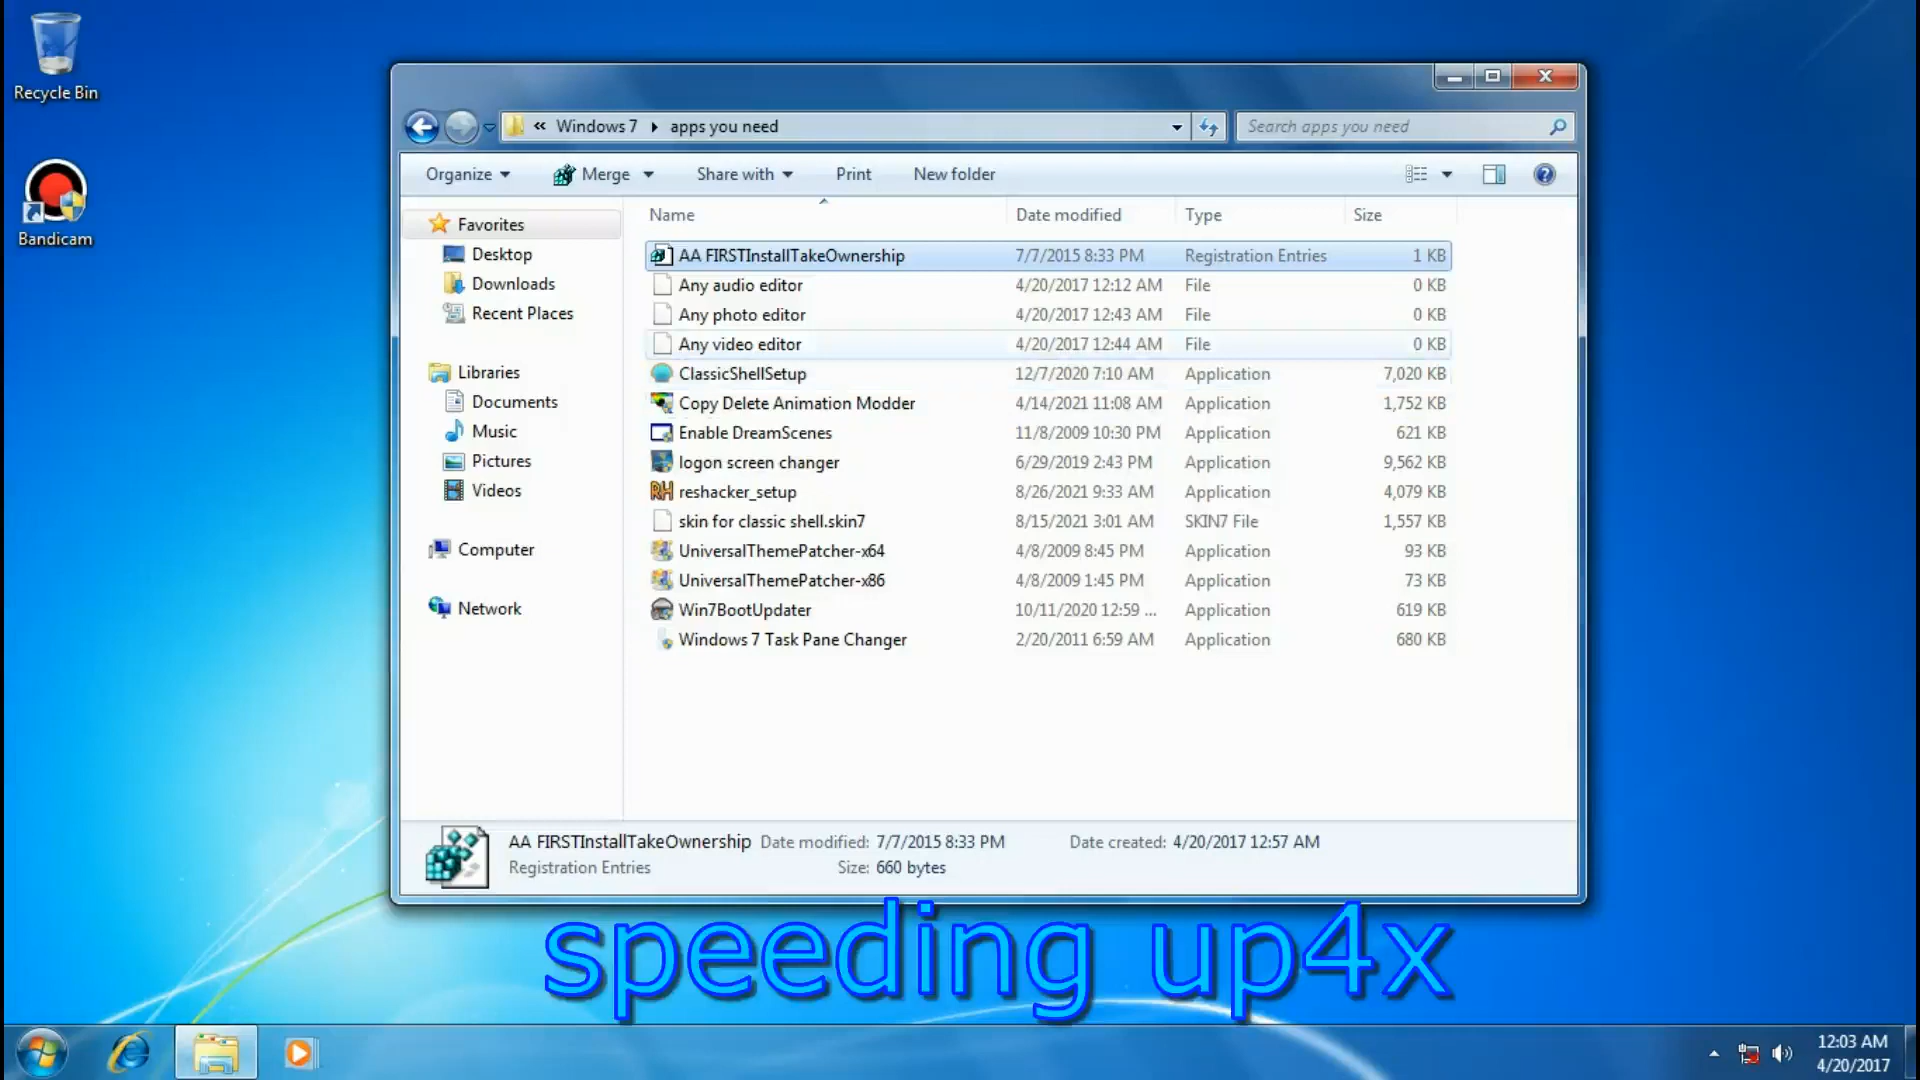 Recycle Bin
Bandicam
« Windows 7 ▸ apps you need
Search apps you need
Organize
Merge
Share with
Print
New folder
Name
Date modified
Type
Size
Favorites
Desktop
Downloads
Recent Places
Libraries
Documents
Music
Pictures
Videos
Computer
Network
AA FIRSTInstallTakeOwnership 7/7/2015 8:33 PM Registration Entries 1 KB
Any audio editor 4/20/2017 12:12 AM File 0 KB
Any photo editor 4/20/2017 12:43 AM File 0 KB
Any video editor 4/20/2017 12:44 AM File 0 KB
ClassicShellSetup 12/7/2020 7:10 AM Application 7,020 KB
Copy Delete Animation Modder 4/14/2021 11:08 AM Application 1,752 KB
Enable DreamScenes 11/8/2009 10:30 PM Application 621 KB
logon screen changer 6/29/2019 2:43 PM Application 9,562 KB
RH reshacker_setup 8/26/2021 9:33 AM Application 4,079 KB
skin for classic shell.skin7 8/15/2021 3:01 AM SKIN7 File 1,557 KB
UniversalThemePatcher-x64 4/8/2009 8:45 PM Application 93 KB
UniversalThemePatcher-x86 4/8/2009 1:45 PM Application 73 KB
Win7BootUpdater 10/11/2020 12:59 ... Application 619 KB
Windows 7 Task Pane Changer 2/20/2011 6:59 AM Application 680 KB
AA FIRSTInstallTakeOwnership Date modified: 7/7/2015 8:33 PM Date created: 4/20/2017 12:57 AM
Registration Entries Size: 660 bytes
speeding up4x
12:03 AM
4/20/2017